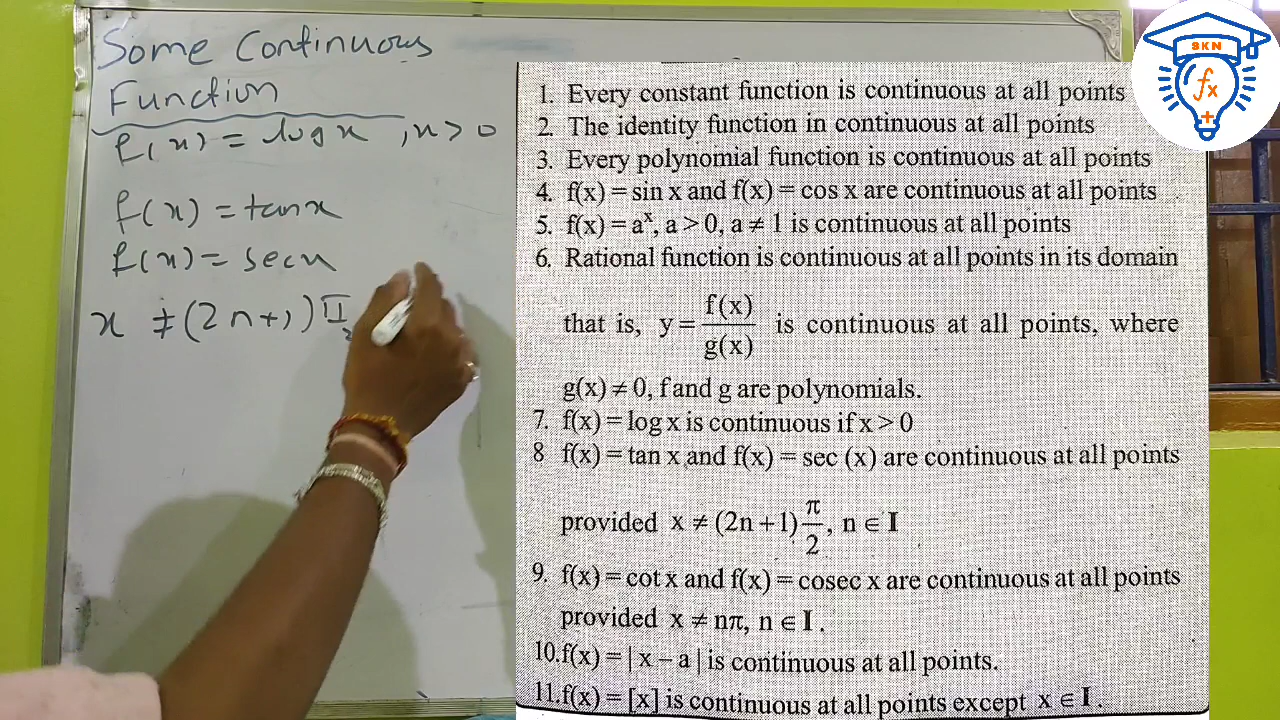 Some Continuous
Function
f(x) = log x , x > 0
f(x) = tan x
f(x) = sec x
x ≠ (2n+1) π/2
SKN
fx
1. Every constant function is continuous at all points
2. The identity function in continuous at all points
3. Every polynomial function is continuous at all points
4. f(x) = sin x and f(x) = cos x are continuous at all points
5. f(x) = aˣ, a > 0, a ≠ 1 is continuous at all points
6. Rational function is continuous at all points in its domain
that is, y = f(x)/g(x) is continuous at all points, where
g(x) ≠ 0, f and g are polynomials.
7. f(x) = log x is continuous if x > 0
8 f(x) = tan x and f(x) = sec (x) are continuous at all points
provided x ≠ (2n + 1) π/2, n ∈ I
9. f(x) = cot x and f(x) = cosec x are continuous at all points
provided x ≠ nπ, n ∈ I.
10. f(x) = | x – a | is continuous at all points.
11. f(x) = [x] is continuous at all points except x ∈ I.